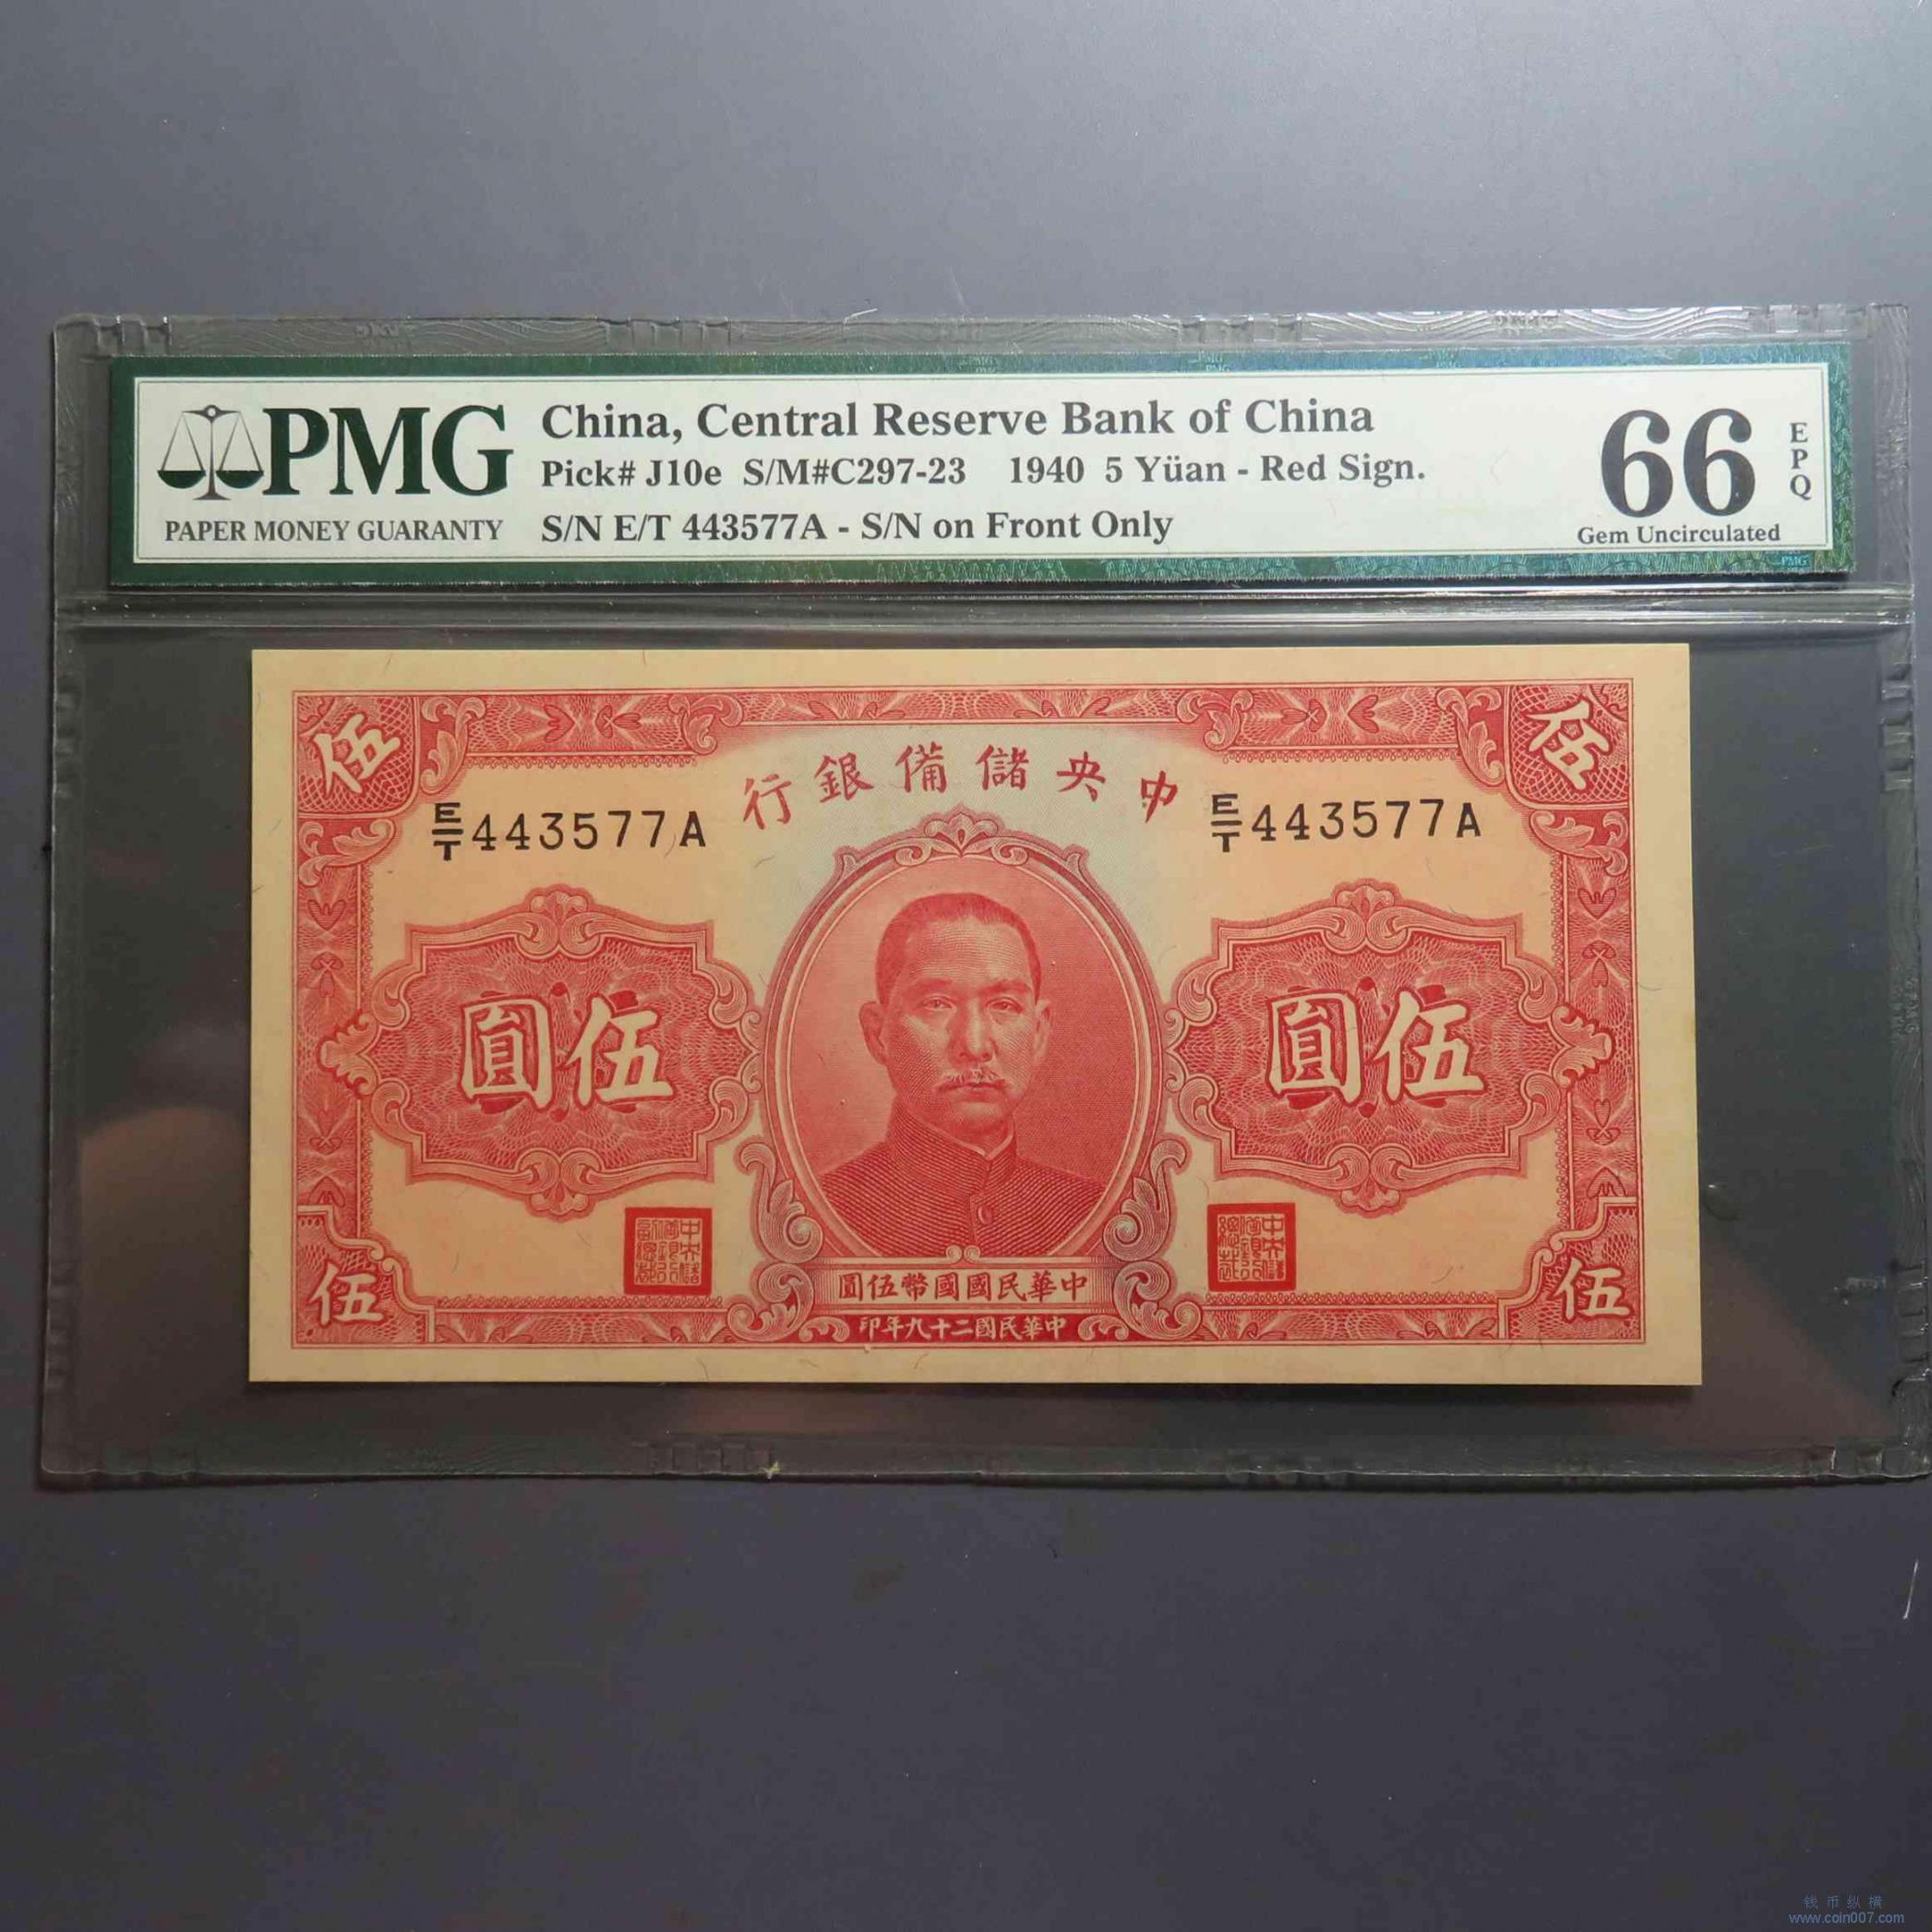 PMG
PAPER MONEY GUARANTY
China, Central Reserve Bank of China
Pick# J10e S/M#C297-23 1940 5 Yüan - Red Sign.
S/N E/T 443577A - S/N on Front Only
66
EPQ
Gem Uncirculated
PMG
伍
伍
中央儲備銀行
E/T 443577A
E/T 443577A
伍圓
伍圓
中華民國國幣伍圓
中華民國二十九年印
伍
伍
钱币纵横
www.coin007.com